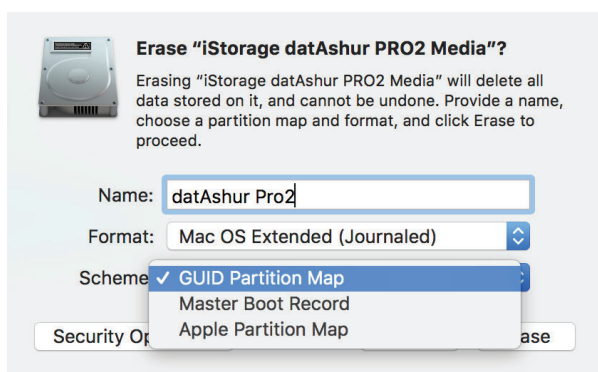 Erase “iStorage datAshur PRO2 Media”?
Erasing “iStorage datAshur PRO2 Media” will delete all
data stored on it, and cannot be undone. Provide a name,
choose a partition map and format, and click Erase to
proceed.
Name: datAshur Pro2
Format: Mac OS Extended (Journaled)
Scheme ✓ GUID Partition Map
Master Boot Record
Apple Partition Map
Security Op ase